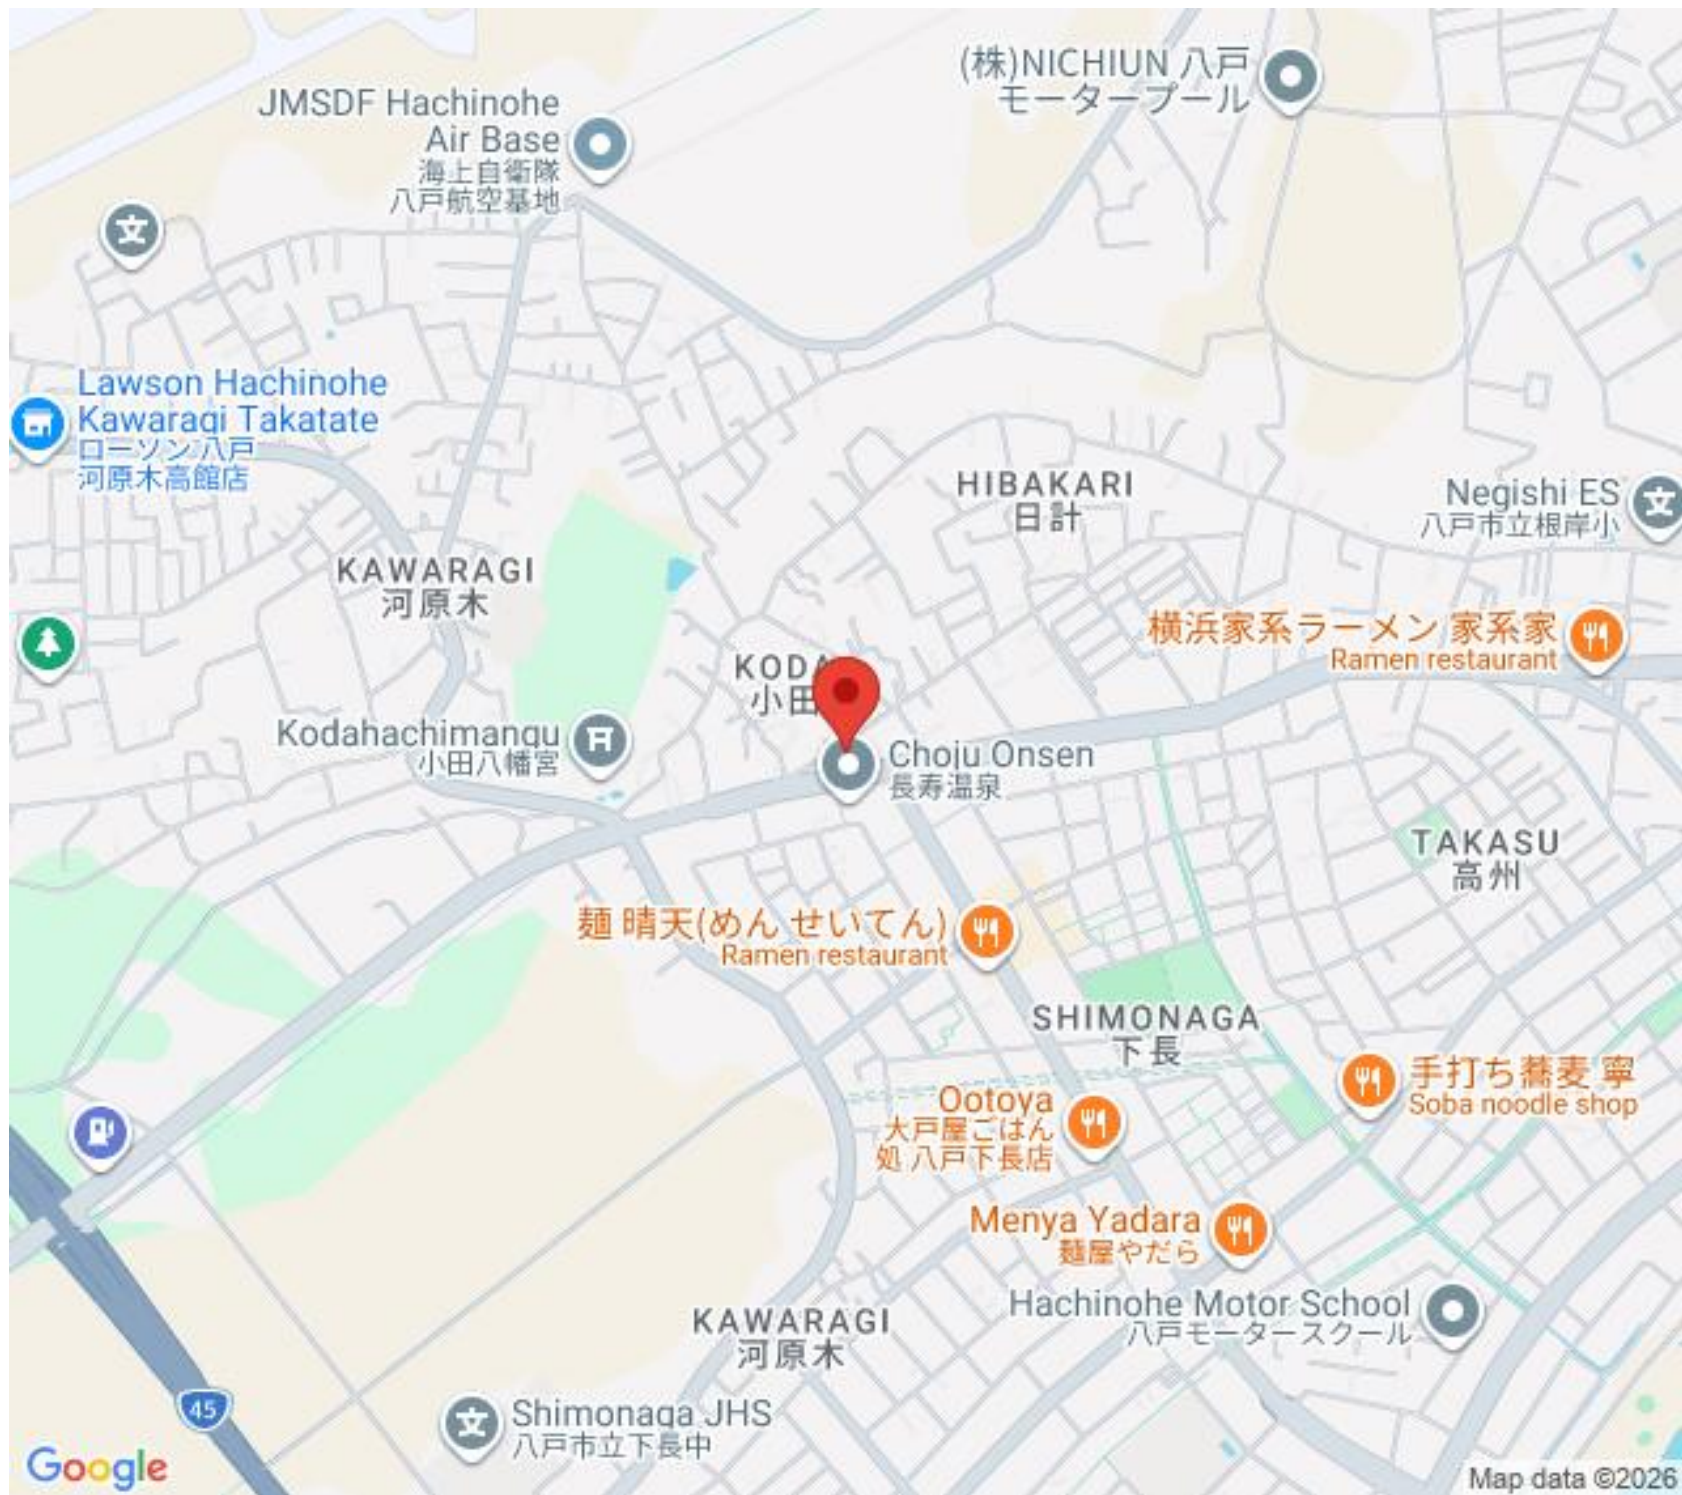 (株)NICHIUN 八戸
モータープール
JMSDF Hachinohe
Air Base
海上自衛隊
八戸航空基地
文
Lawson Hachinohe
Kawaragi Takatate
ローソン 八戸
河原木高館店
HIBAKARI
日計
Negishi ES
八戸市立根岸小
文
KAWARAGI
河原木
横浜家系ラーメン 家系家
Ramen restaurant
KODA
小田
Kodahachimangu
小田八幡宮
Choju Onsen
長寿温泉
TAKASU
高州
麺 晴天(めん せいてん)
Ramen restaurant
SHIMONAGA
下長
手打ち蕎麦 寧
Soba noodle shop
Ootoya
大戸屋ごはん
処 八戸下長店
Menya Yadara
麺屋やだら
Hachinohe Motor School
八戸モータースクール
KAWARAGI
河原木
45
文
Shimonaga JHS
八戸市立下長中
Google
Map data ©2026